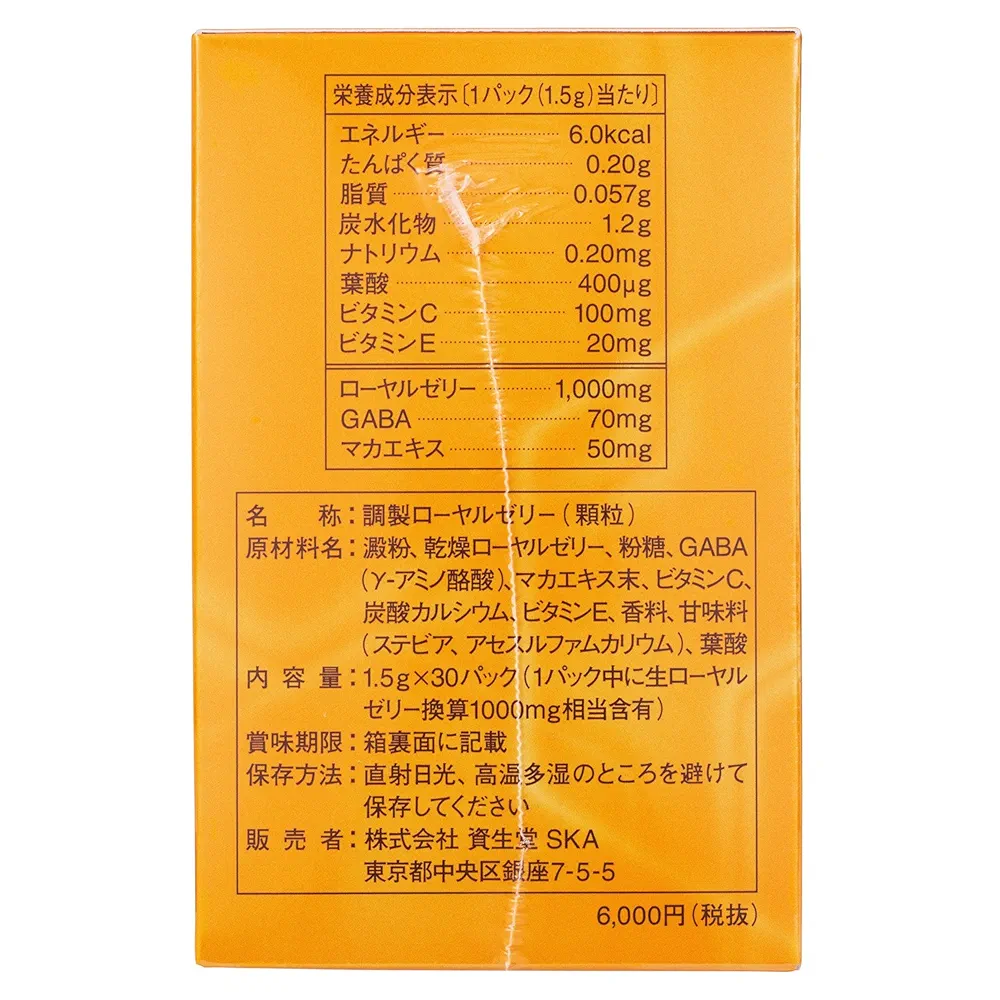 栄養成分表示〔1パック(1.5g)当たり〕
エネルギー 6.0kcal
たんぱく質 0.20g
脂質 0.057g
炭水化物 1.2g
ナトリウム 0.20mg
葉酸 400μg
ビタミンC 100mg
ビタミンE 20mg
ローヤルゼリー 1,000mg
GABA 70mg
マカエキス 50mg
名称：調製ローヤルゼリー(顆粒)
原材料名：澱粉、乾燥ローヤルゼリー、粉糖、GABA
(γ-アミノ酪酸)、マカエキス末、ビタミンC、
炭酸カルシウム、ビタミンE、香料、甘味料
(ステビア、アセスルファムカリウム)、葉酸
内容量：1.5g×30パック(1パック中に生ローヤル
ゼリー換算1000mg相当含有)
賞味期限：箱裏面に記載
保存方法：直射日光、高温多湿のところを避けて
保存してください
販売者：株式会社 資生堂 SKA
東京都中央区銀座7-5-5
6,000円(税抜)